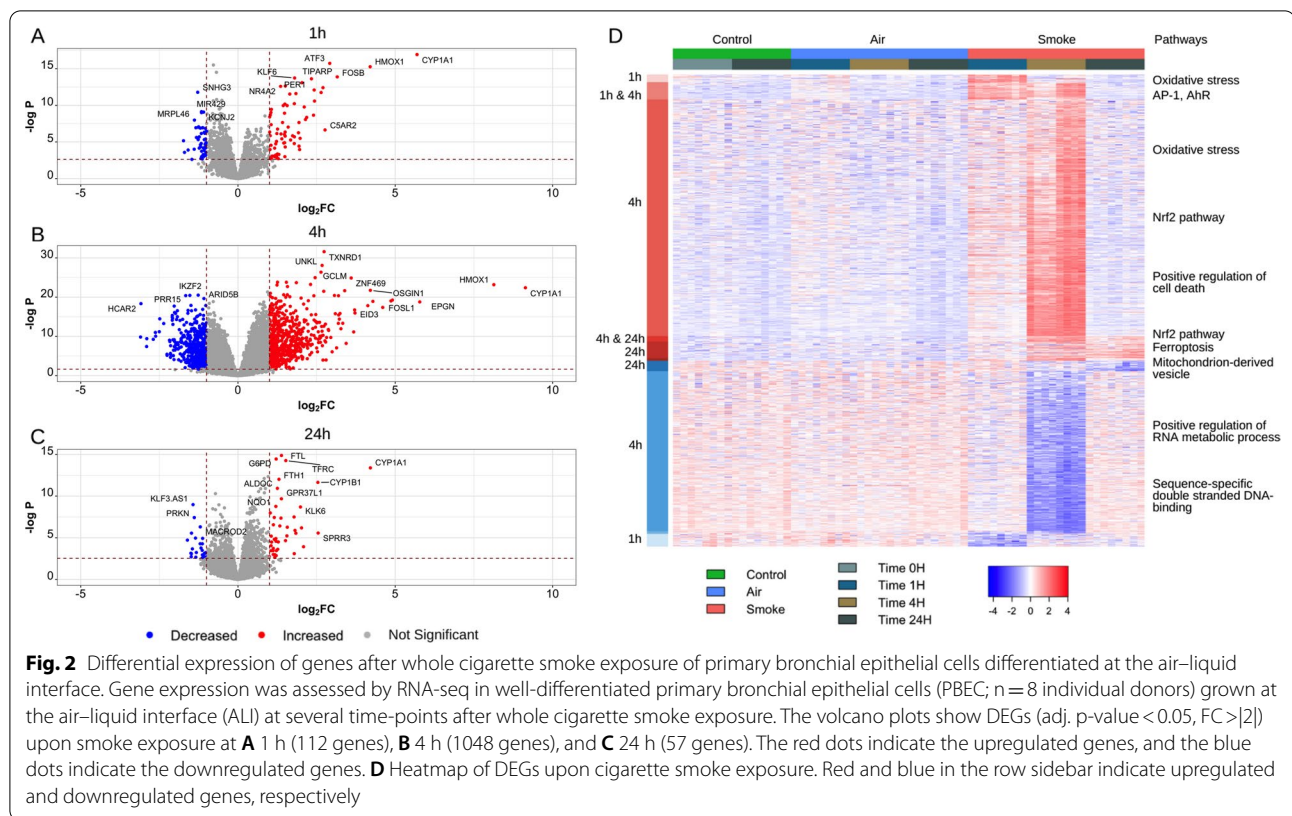 A
1h
-log P
15
10
5
0
ATF3
HMOX1
CYP1A1
KLF6
TIPARP
FOSB
NR4A2
PER1
SNHG3
MIR429
MRPL46
KCNJ2
C5AR2
-5
0
5
10
log2FC
B
4h
-log P
30
20
10
0
TXNRD1
UNKL
GCLM
HMOX1
CYP1A1
ZNF469
OSGIN1
IKZF2
ARID5B
PRR15
HCAR2
FOSL1
EPGN
EID3
-5
0
5
10
log2FC
C
24h
-log P
15
10
5
0
FTL
G6PD
TFRC
CYP1A1
FTH1
CYP1B1
ALDOC
GPR37L1
NQO1
KLK6
KLF3.AS1
PRKN
MACROD2
SPRR3
-5
0
5
10
log2FC
Decreased Increased Not Significant
D
Control Air Smoke Pathways
1h
1h & 4h
4h
4h & 24h
24h
24h
4h
1h
Oxidative stress
AP-1, AhR
Oxidative stress
Nrf2 pathway
Positive regulation of
cell death
Nrf2 pathway
Ferroptosis
Mitochondrion-derived
vesicle
Positive regulation of
RNA metabolic process
Sequence-specific
double stranded DNA-
binding
Control
Air
Smoke
Time 0H
Time 1H
Time 4H
Time 24H
-4 -2 0 2 4
Fig. 2 Differential expression of genes after whole cigarette smoke exposure of primary bronchial epithelial cells differentiated at the air–liquid
interface. Gene expression was assessed by RNA-seq in well-differentiated primary bronchial epithelial cells (PBEC; n = 8 individual donors) grown at
the air–liquid interface (ALI) at several time-points after whole cigarette smoke exposure. The volcano plots show DEGs (adj. p-value < 0.05, FC >|2|)
upon smoke exposure at A 1 h (112 genes), B 4 h (1048 genes), and C 24 h (57 genes). The red dots indicate the upregulated genes, and the blue
dots indicate the downregulated genes. D Heatmap of DEGs upon cigarette smoke exposure. Red and blue in the row sidebar indicate upregulated
and downregulated genes, respectively